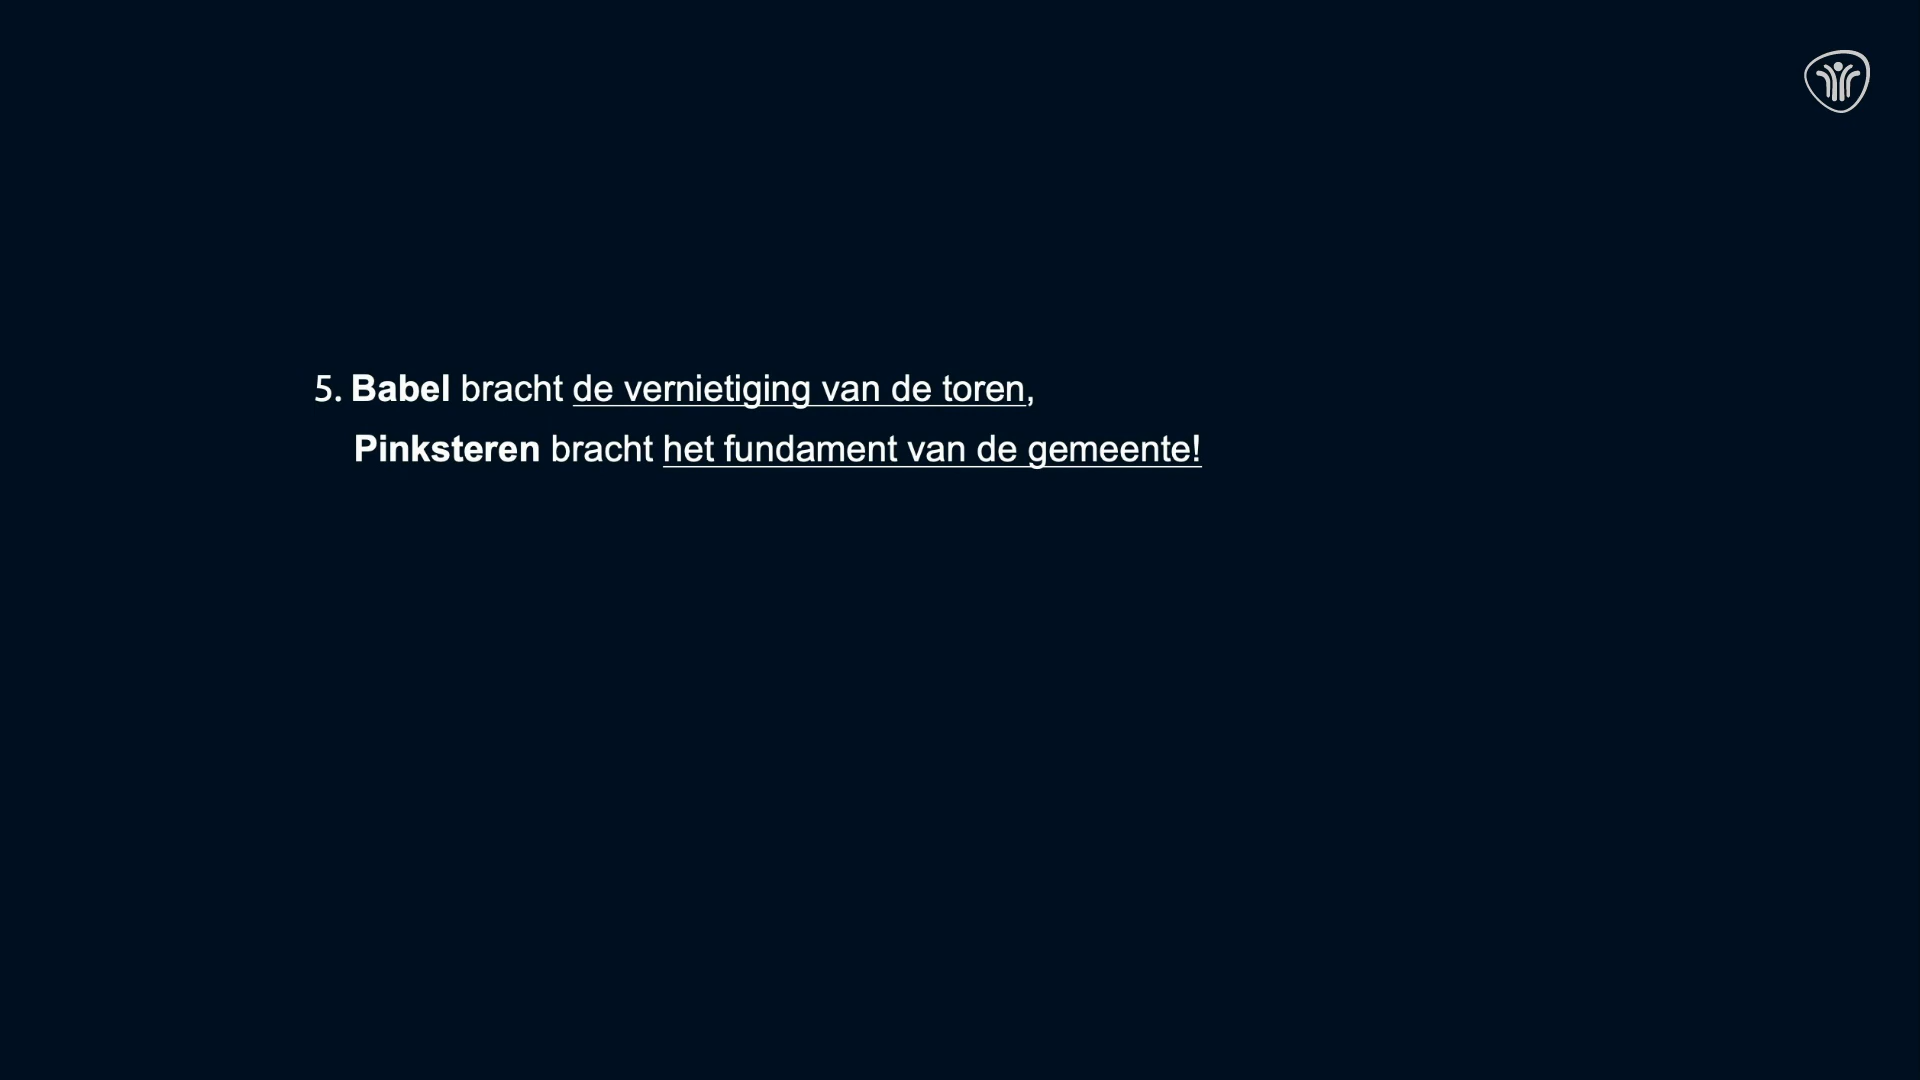 5. Babel bracht de vernietiging van de toren,
Pinksteren bracht het fundament van de gemeente!